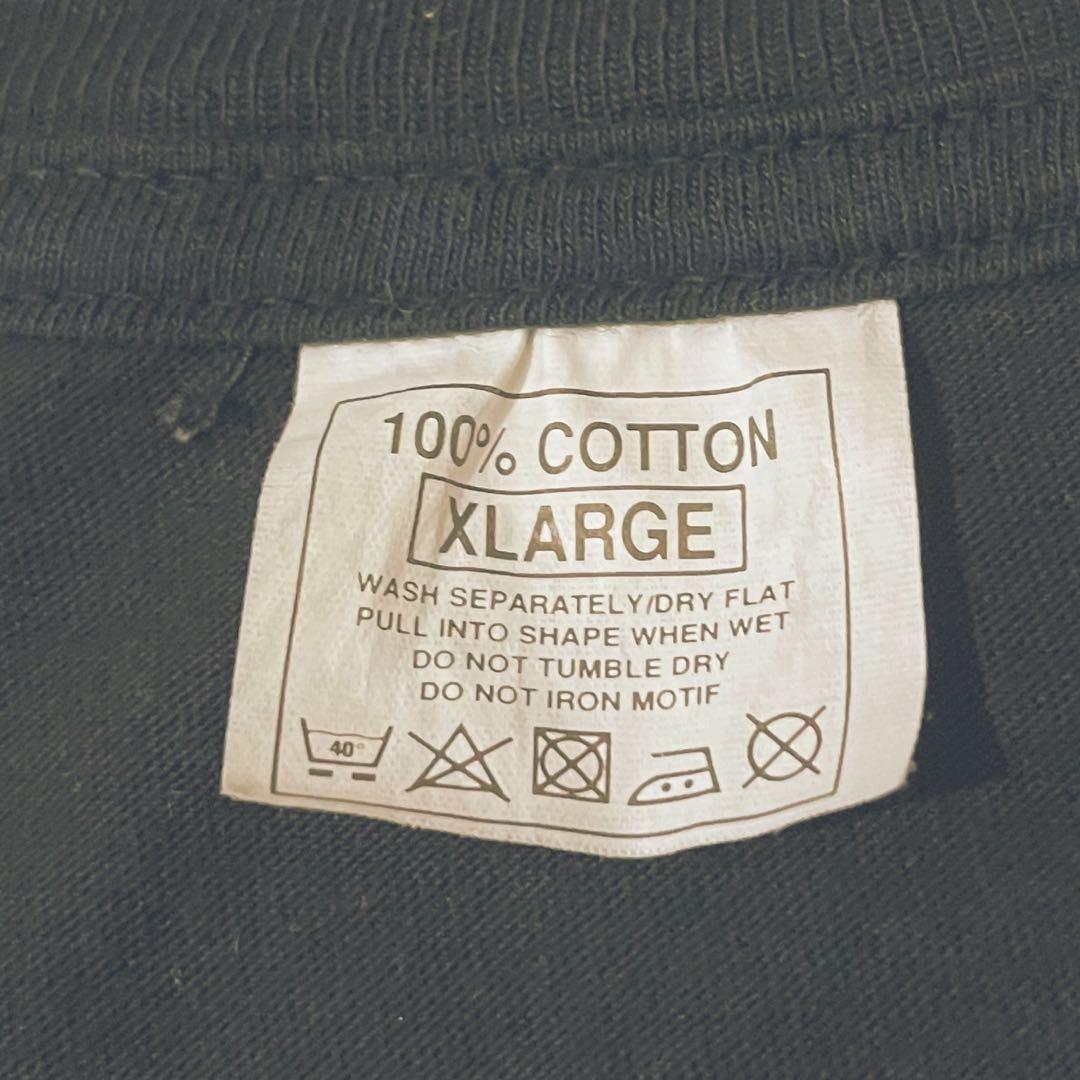 100% COTTON
XLARGE
WASH SEPARATELY/DRY FLAT
PULL INTO SHAPE WHEN WET
DO NOT TUMBLE DRY
DO NOT IRON MOTIF
40°